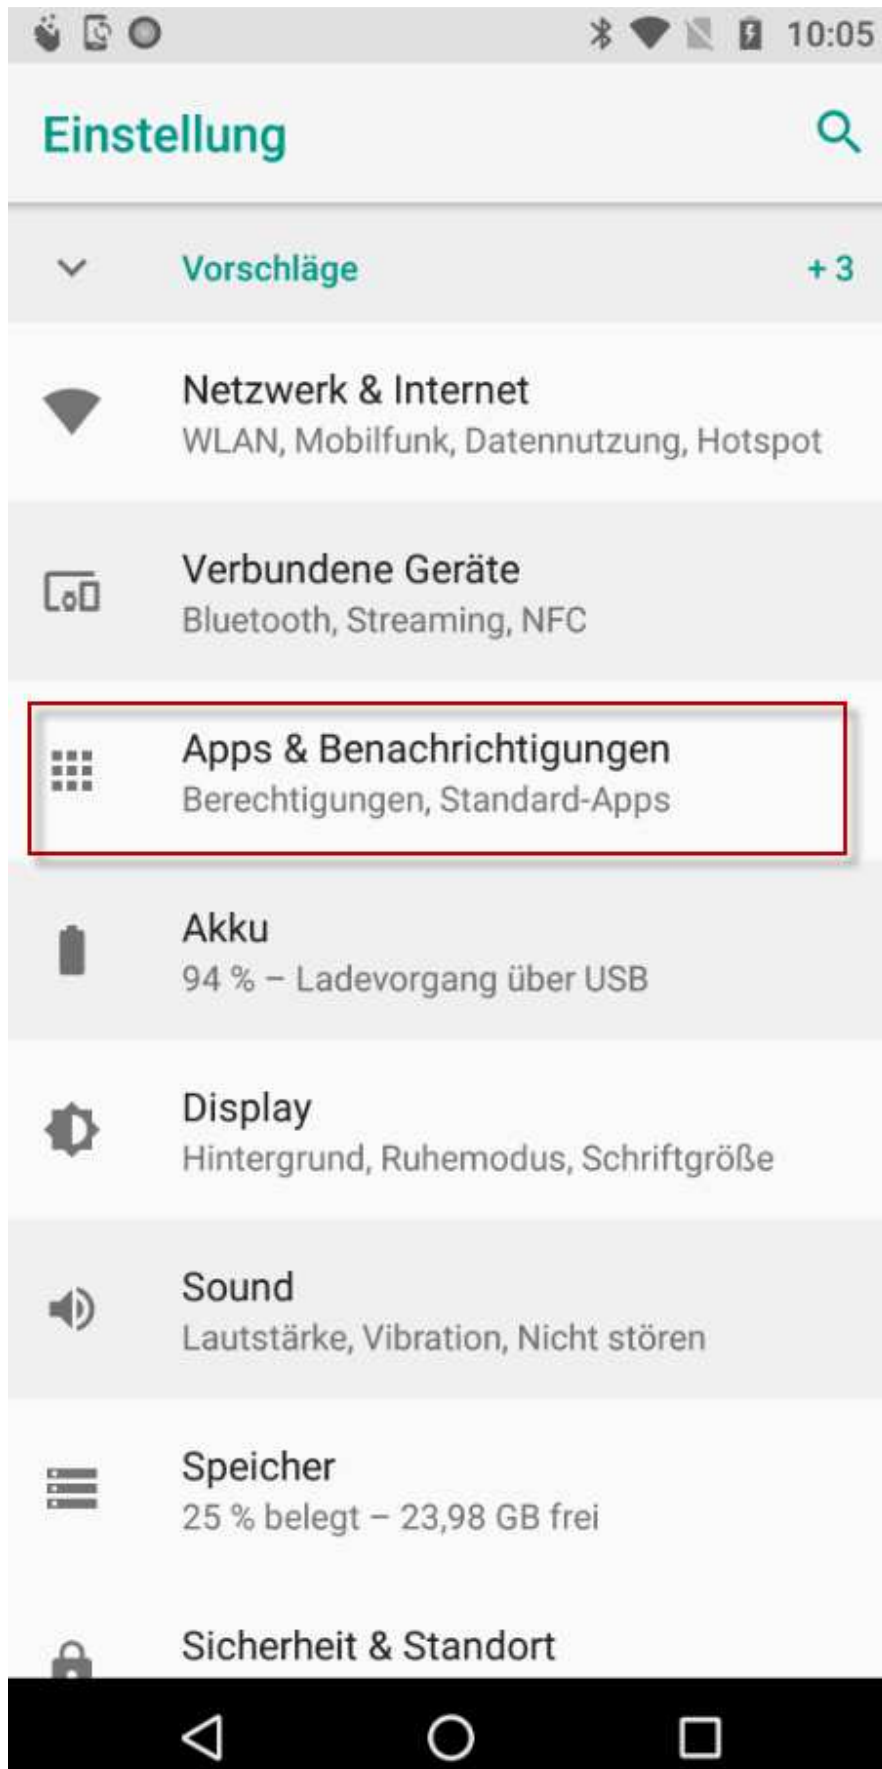 10:05
Einstellung
Vorschläge + 3
Netzwerk & Internet
WLAN, Mobilfunk, Datennutzung, Hotspot
Verbundene Geräte
Bluetooth, Streaming, NFC
Apps & Benachrichtigungen
Berechtigungen, Standard-Apps
Akku
94 % – Ladevorgang über USB
Display
Hintergrund, Ruhemodus, Schriftgröße
Sound
Lautstärke, Vibration, Nicht stören
Speicher
25 % belegt – 23,98 GB frei
Sicherheit & Standort